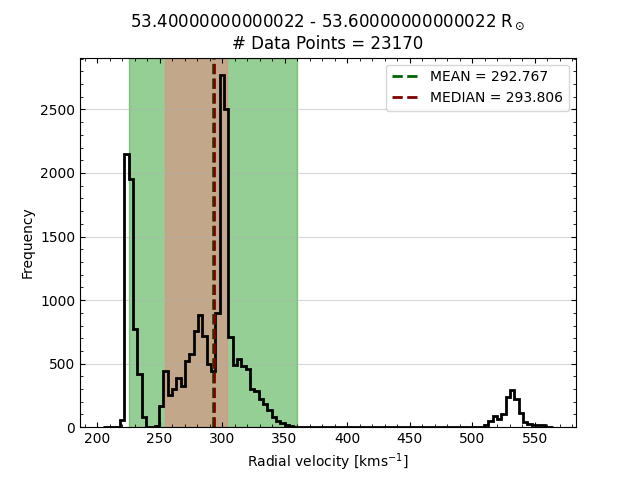 53.40000000000022 - 53.60000000000022 R⊙
# Data Points = 23170
MEAN = 292.767
MEDIAN = 293.806
Frequency
2500
2000
1500
1000
500
0
200 250 300 350 400 450 500 550
Radial velocity [kms⁻¹]